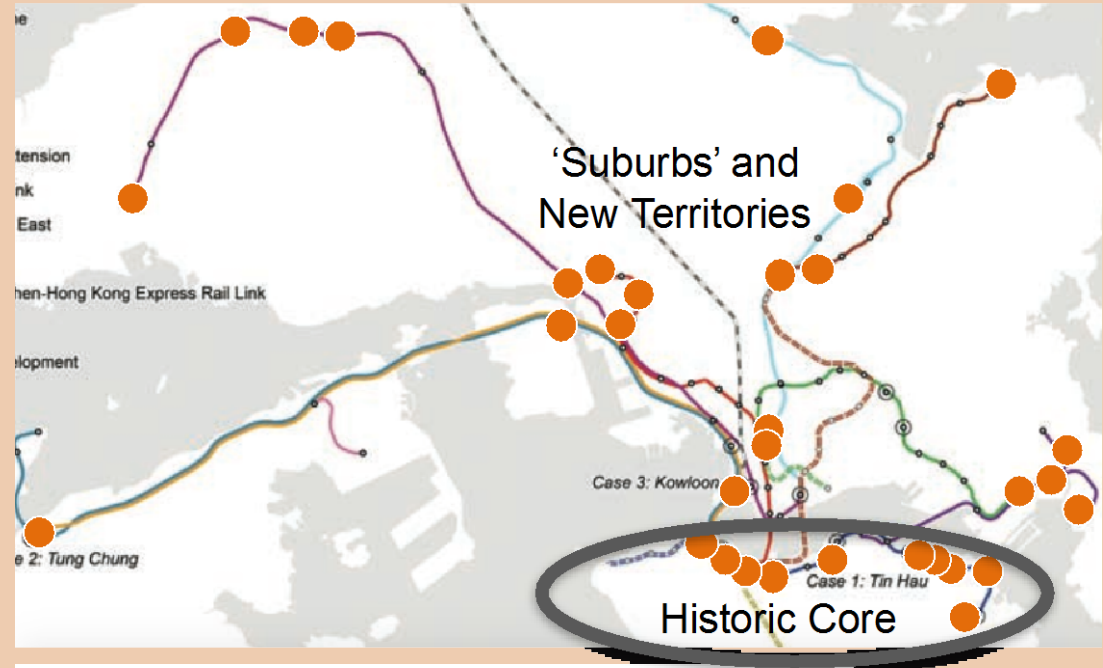 ne
tension
nk
East
hen-Hong Kong Express Rail Link
elopment
'Suburbs' and
New Territories
Case 3: Kowloon
e 2: Tung Chung
Case 1: Tin Hau
Historic Core